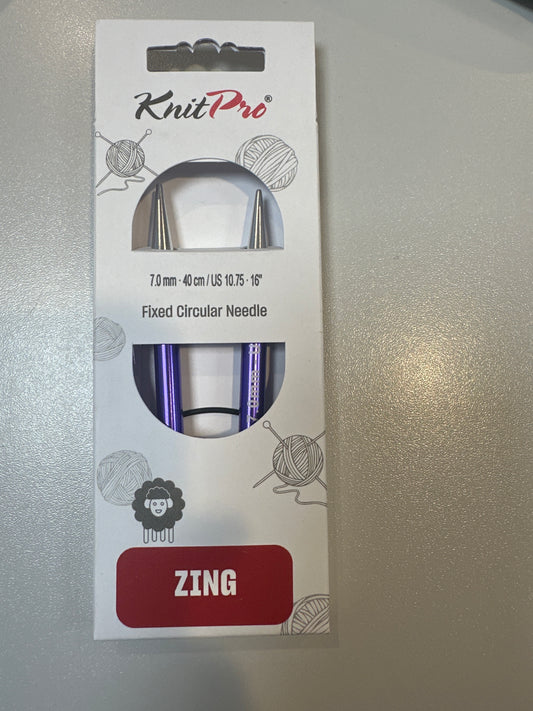 KnitPro®
7.0 mm · 40 cm / US 10.75 · 16"
Fixed Circular Needle
ZING